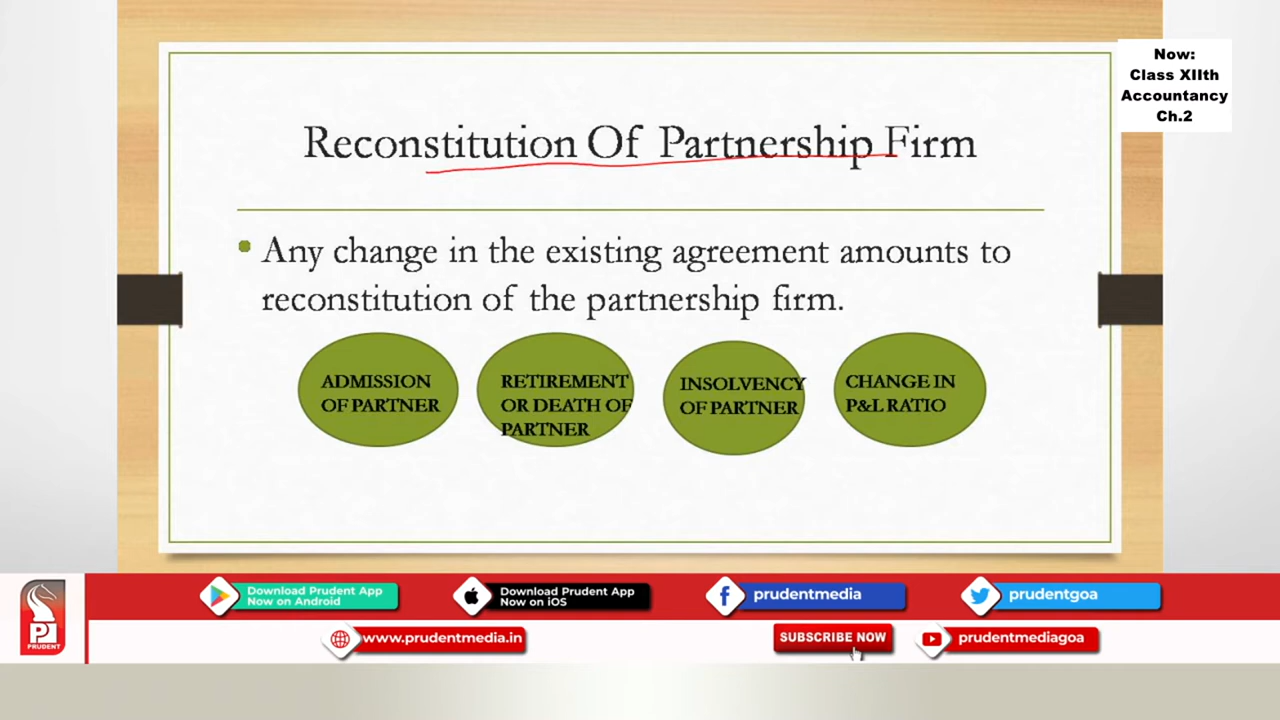 Now:
Class XIIth
Accountancy
Ch.2
Reconstitution Of Partnership Firm
Any change in the existing agreement amounts to
reconstitution of the partnership firm.
ADMISSION
OF PARTNER
RETIREMENT
OR DEATH OF
PARTNER
INSOLVENCY
OF PARTNER
CHANGE IN
P&L RATIO
PRUDENT
Download Prudent App
Now on Android
Download Prudent App
Now on iOS
prudentmedia
prudentgoa
www.prudentmedia.in
SUBSCRIBE NOW
prudentmediagoa